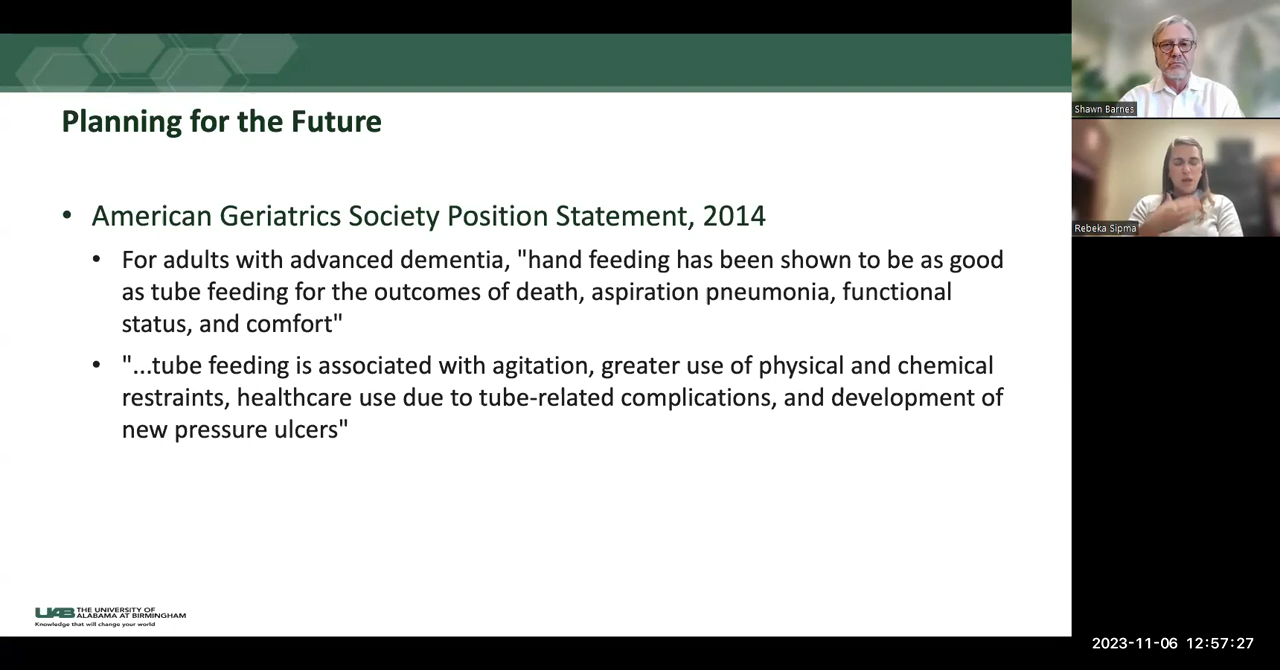 Planning for the Future
• American Geriatrics Society Position Statement, 2014
• For adults with advanced dementia, "hand feeding has been shown to be as good
as tube feeding for the outcomes of death, aspiration pneumonia, functional
status, and comfort"
• "...tube feeding is associated with agitation, greater use of physical and chemical
restraints, healthcare use due to tube-related complications, and development of
new pressure ulcers"
UAB THE UNIVERSITY OF
ALABAMA AT BIRMINGHAM
Knowledge that will change your world
Shawn Barnes
Rebeka Sipma
2023-11-06 12:57:27